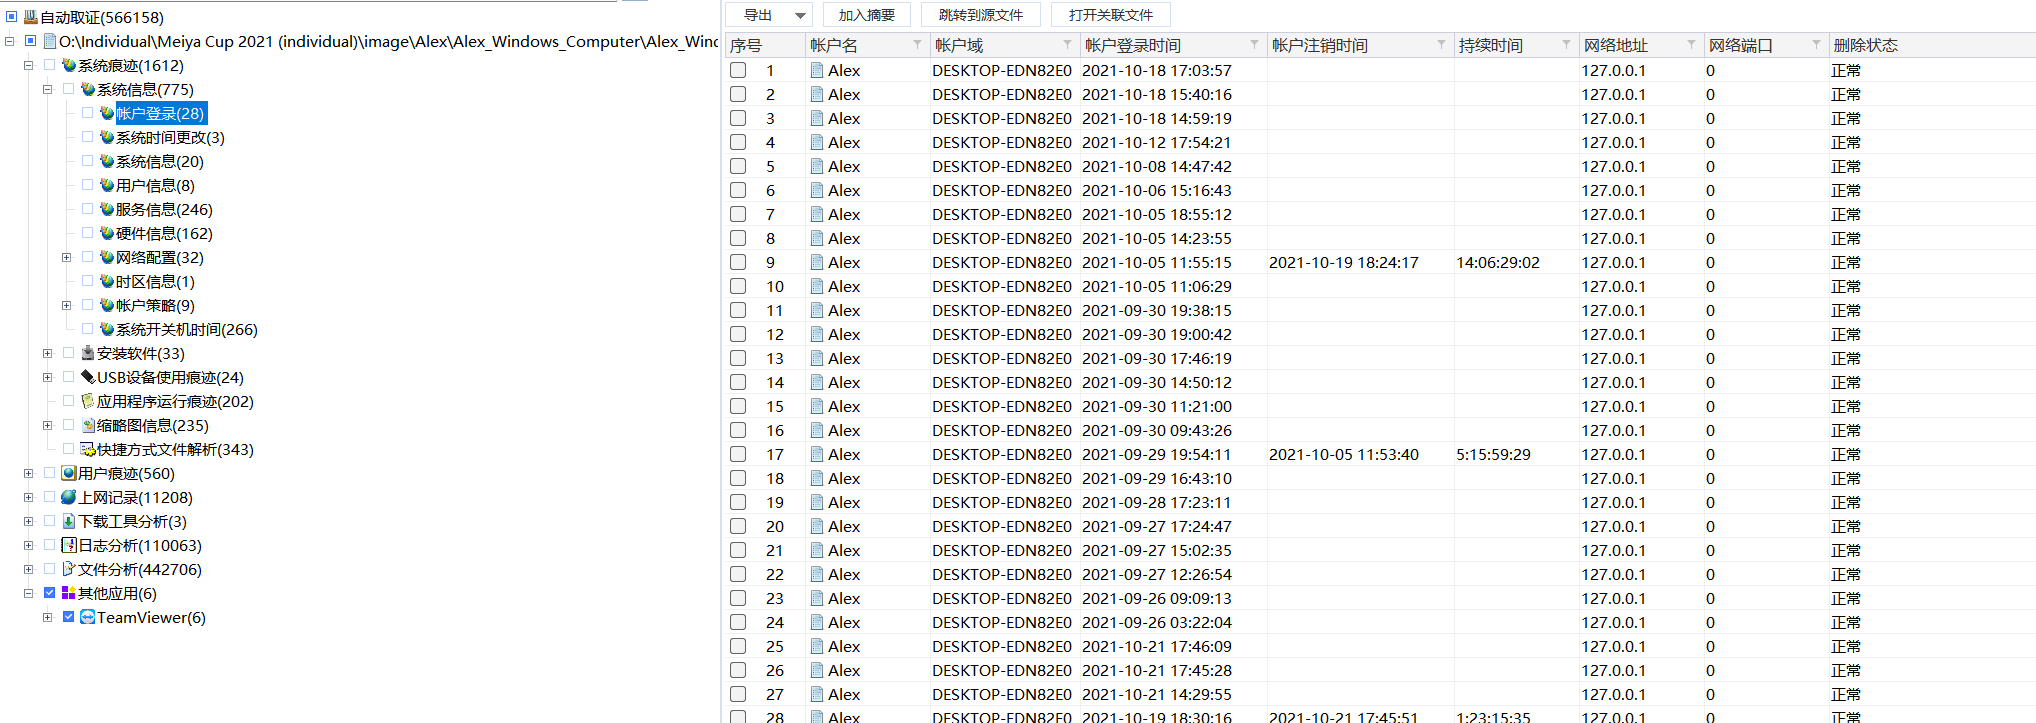 自动取证(566158)
O:\Individual\Meiya Cup 2021 (individual)\image\Alex\Alex_Windows_Computer\Alex_Wind
系统痕迹(1612)
系统信息(775)
帐户登录(28)
系统时间更改(3)
系统信息(20)
用户信息(8)
服务信息(246)
硬件信息(162)
网络配置(32)
时区信息(1)
帐户策略(9)
系统开关机时间(266)
安装软件(33)
USB设备使用痕迹(24)
应用程序运行痕迹(202)
缩略图信息(235)
快捷方式文件解析(343)
用户痕迹(560)
上网记录(11208)
下载工具分析(3)
日志分析(110063)
文件分析(442706)
其他应用(6)
TeamViewer(6)
导出 加入摘要 跳转到源文件 打开关联文件
序号 帐户名 帐户域 帐户登录时间 帐户注销时间 持续时间 网络地址 网络端口 删除状态
1 Alex DESKTOP-EDN82E0 2021-10-18 17:03:57 127.0.0.1 0 正常
2 Alex DESKTOP-EDN82E0 2021-10-18 15:40:16 127.0.0.1 0 正常
3 Alex DESKTOP-EDN82E0 2021-10-18 14:59:19 127.0.0.1 0 正常
4 Alex DESKTOP-EDN82E0 2021-10-12 17:54:21 127.0.0.1 0 正常
5 Alex DESKTOP-EDN82E0 2021-10-08 14:47:42 127.0.0.1 0 正常
6 Alex DESKTOP-EDN82E0 2021-10-06 15:16:43 127.0.0.1 0 正常
7 Alex DESKTOP-EDN82E0 2021-10-05 18:55:12 127.0.0.1 0 正常
8 Alex DESKTOP-EDN82E0 2021-10-05 14:23:55 127.0.0.1 0 正常
9 Alex DESKTOP-EDN82E0 2021-10-05 11:55:15 2021-10-19 18:24:17 14:06:29:02 127.0.0.1 0 正常
10 Alex DESKTOP-EDN82E0 2021-10-05 11:06:29 127.0.0.1 0 正常
11 Alex DESKTOP-EDN82E0 2021-09-30 19:38:15 127.0.0.1 0 正常
12 Alex DESKTOP-EDN82E0 2021-09-30 19:00:42 127.0.0.1 0 正常
13 Alex DESKTOP-EDN82E0 2021-09-30 17:46:19 127.0.0.1 0 正常
14 Alex DESKTOP-EDN82E0 2021-09-30 14:50:12 127.0.0.1 0 正常
15 Alex DESKTOP-EDN82E0 2021-09-30 11:21:00 127.0.0.1 0 正常
16 Alex DESKTOP-EDN82E0 2021-09-30 09:43:26 127.0.0.1 0 正常
17 Alex DESKTOP-EDN82E0 2021-09-29 19:54:11 2021-10-05 11:53:40 5:15:59:29 127.0.0.1 0 正常
18 Alex DESKTOP-EDN82E0 2021-09-29 16:43:10 127.0.0.1 0 正常
19 Alex DESKTOP-EDN82E0 2021-09-28 17:23:11 127.0.0.1 0 正常
20 Alex DESKTOP-EDN82E0 2021-09-27 17:24:47 127.0.0.1 0 正常
21 Alex DESKTOP-EDN82E0 2021-09-27 15:02:35 127.0.0.1 0 正常
22 Alex DESKTOP-EDN82E0 2021-09-27 12:26:54 127.0.0.1 0 正常
23 Alex DESKTOP-EDN82E0 2021-09-26 09:09:13 127.0.0.1 0 正常
24 Alex DESKTOP-EDN82E0 2021-09-26 03:22:04 127.0.0.1 0 正常
25 Alex DESKTOP-EDN82E0 2021-10-21 17:46:09 127.0.0.1 0 正常
26 Alex DESKTOP-EDN82E0 2021-10-21 17:45:28 127.0.0.1 0 正常
27 Alex DESKTOP-EDN82E0 2021-10-21 14:29:55 127.0.0.1 0 正常
28 Alex DESKTOP-EDN82E0 2021-10-19 18:30:16 2021-10-21 17:45:51 1:23:15:35 127.0.0.1 0 正常